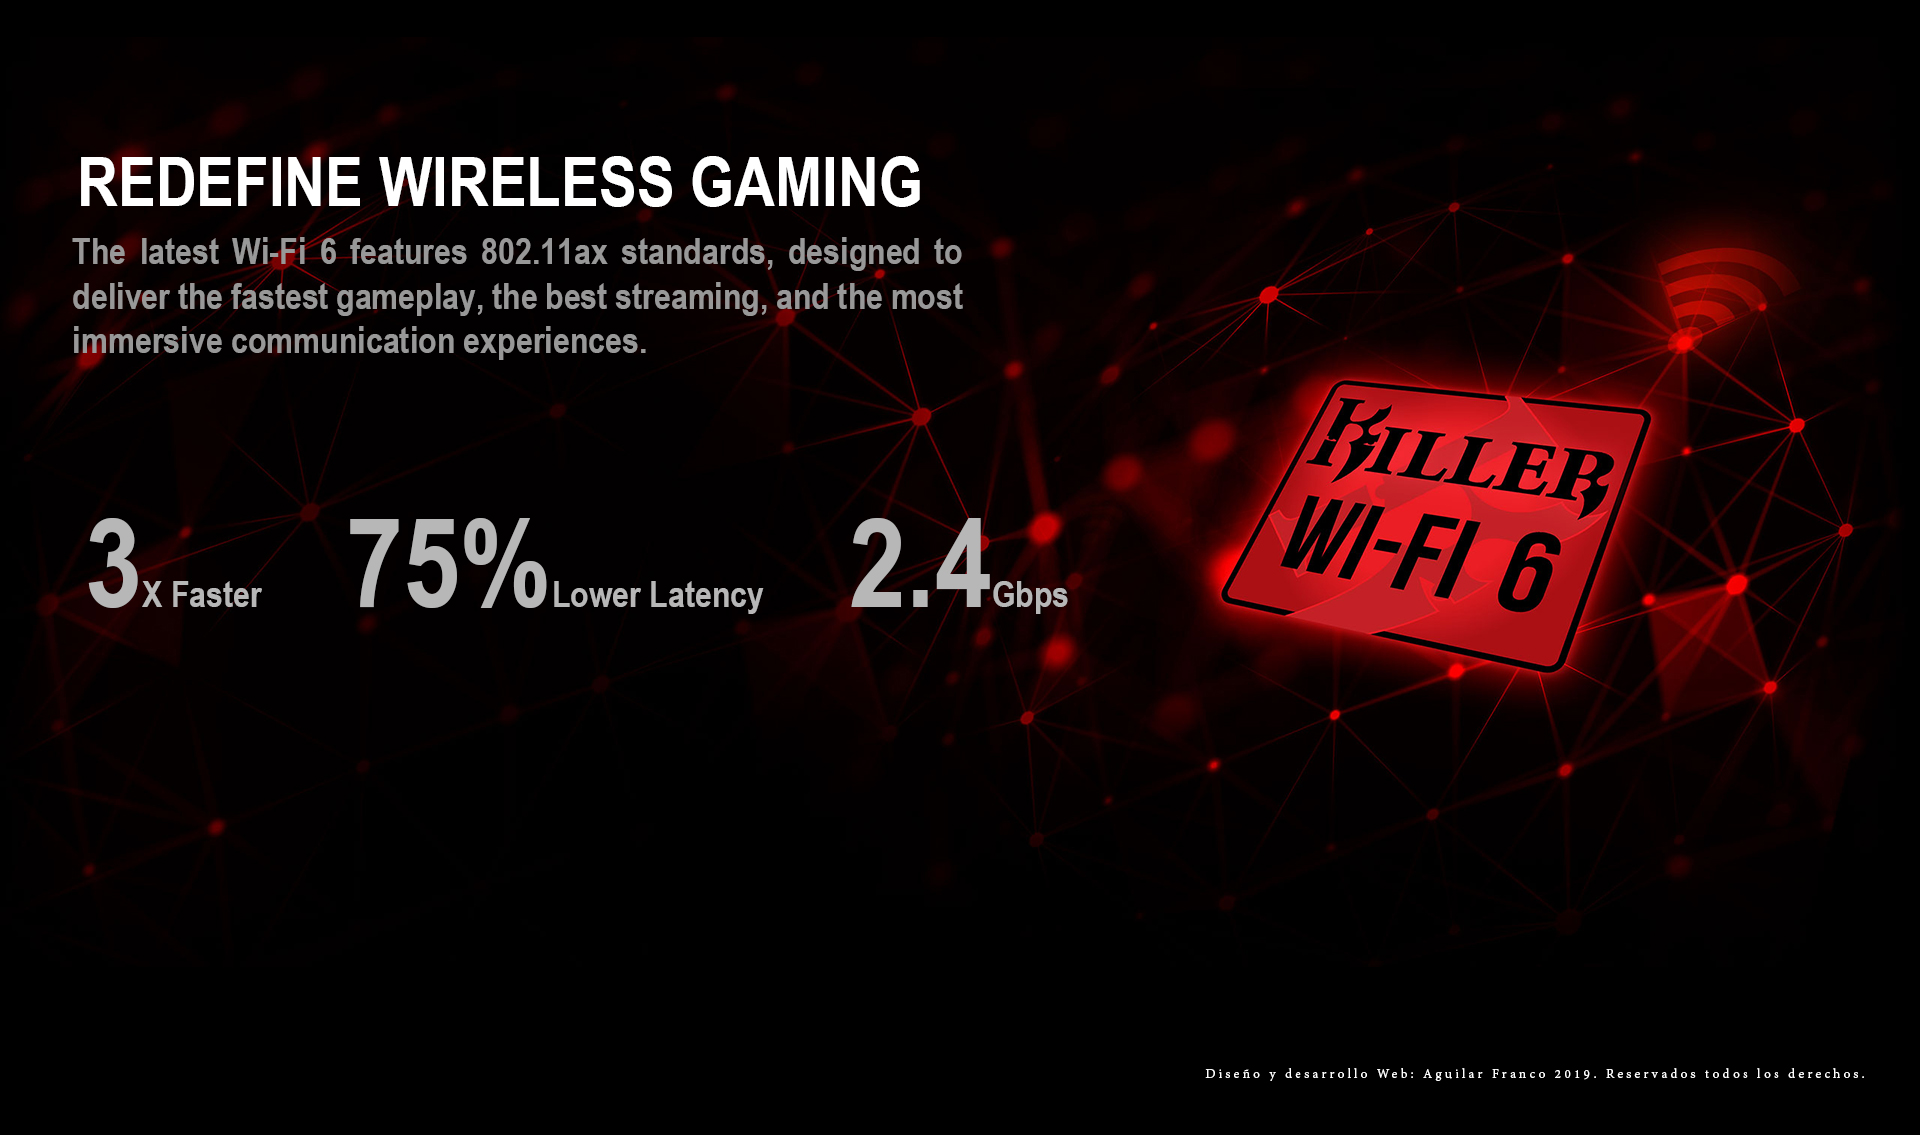 REDEFINE WIRELESS GAMING
The latest Wi-Fi 6 features 802.11ax standards, designed to
deliver the fastest gameplay, the best streaming, and the most
immersive communication experiences.
KILLER
WI-FI 6
3X Faster 75% Lower Latency 2.4Gbps
Diseño y desarrollo Web: Aguilar Franco 2019. Reservados todos los derechos.